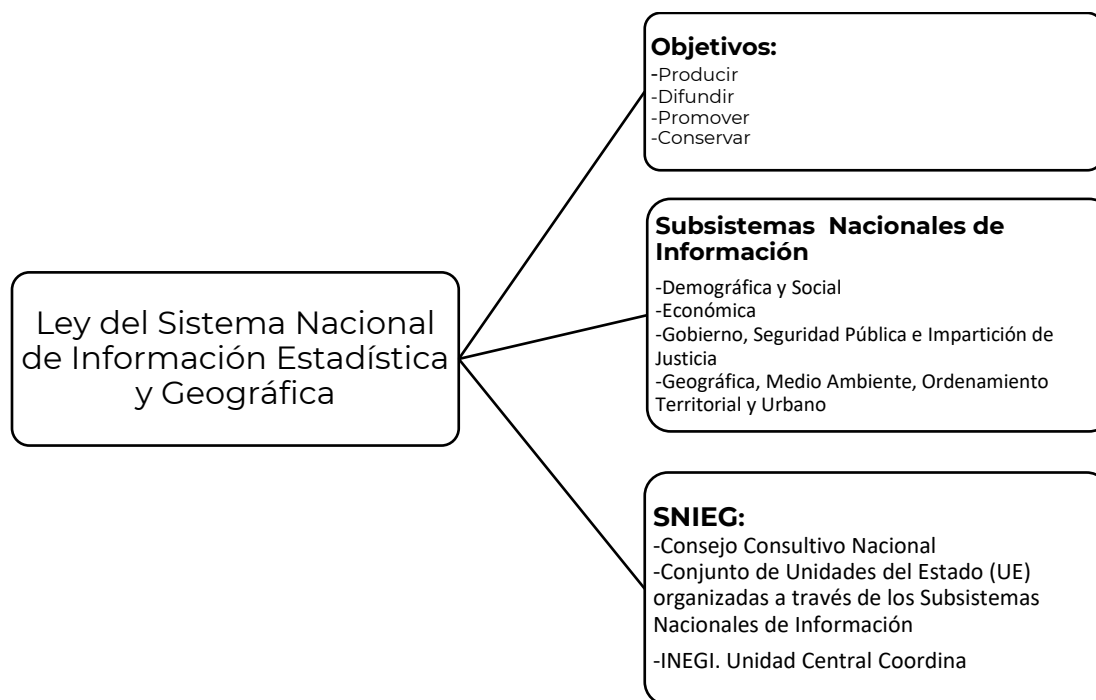 Objetivos:
-Producir
-Difundir
-Promover
-Conservar
Subsistemas Nacionales de
Información
-Demográfica y Social
-Económica
-Gobierno, Seguridad Pública e Impartición de
Justicia
-Geográfica, Medio Ambiente, Ordenamiento
Territorial y Urbano
Ley del Sistema Nacional
de Información Estadística
y Geográfica
SNIEG:
-Consejo Consultivo Nacional
-Conjunto de Unidades del Estado (UE)
organizadas a través de los Subsistemas
Nacionales de Información
-INEGI. Unidad Central Coordina